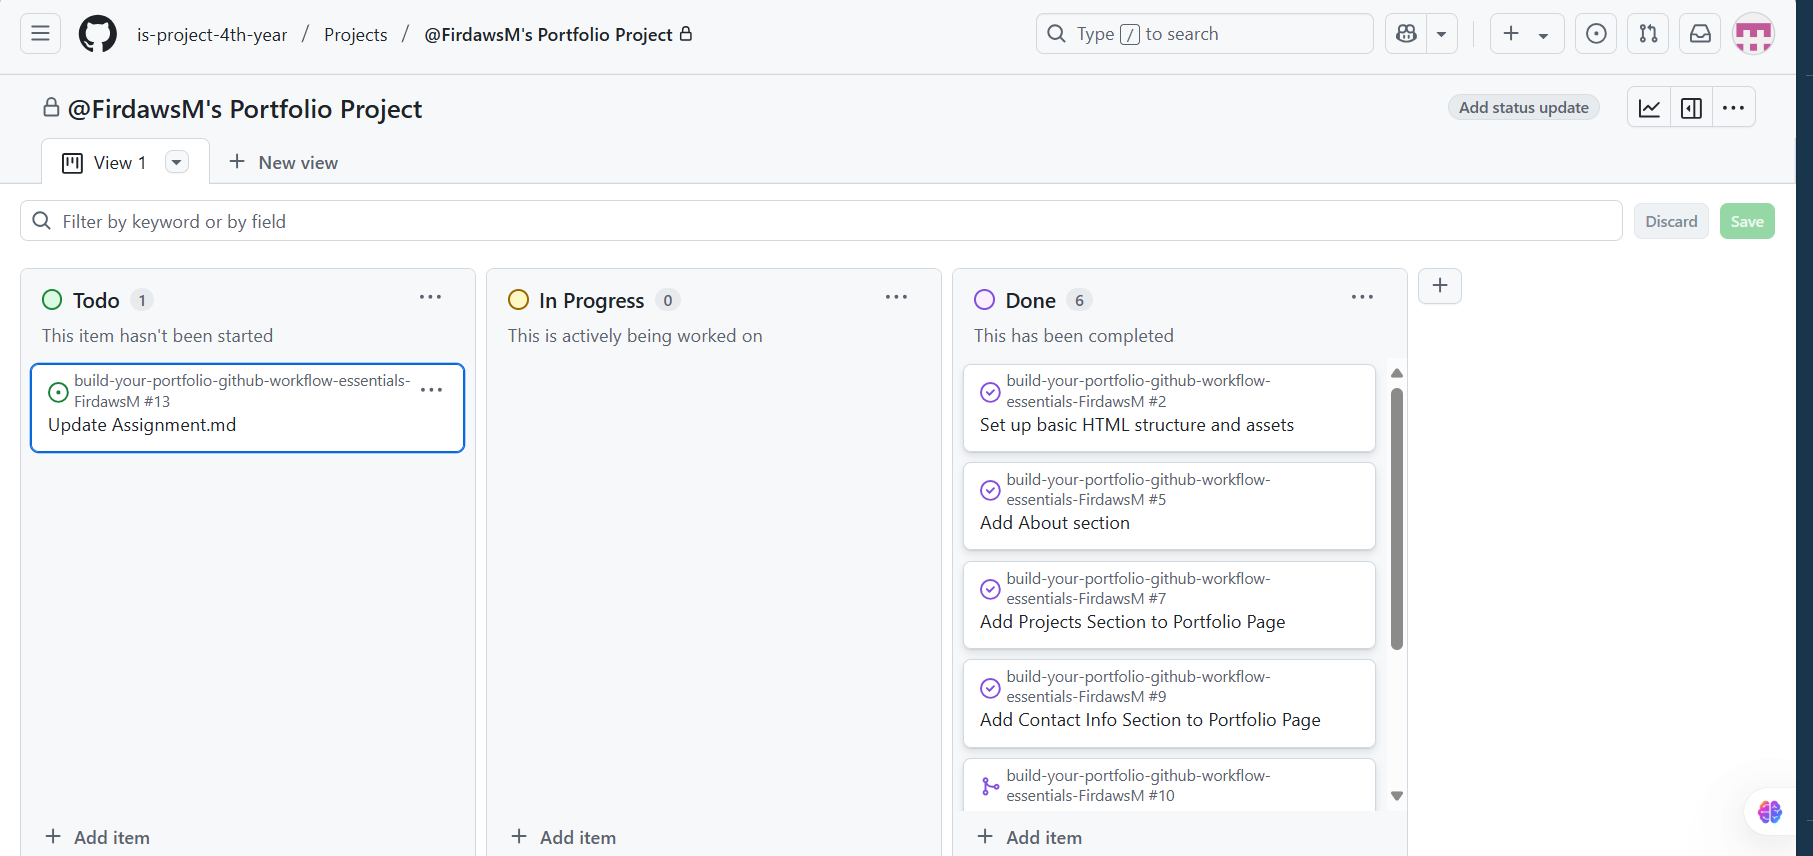 is-project-4th-year / Projects / @FirdawsM's Portfolio Project
Type / to search
@FirdawsM's Portfolio Project
Add status update
View 1
New view
Filter by keyword or by field
Discard
Save
Todo 1
This item hasn't been started
build-your-portfolio-github-workflow-essentials-
FirdawsM #13
Update Assignment.md
Add item
In Progress 0
This is actively being worked on
Add item
Done 6
This has been completed
build-your-portfolio-github-workflow-
essentials-FirdawsM #2
Set up basic HTML structure and assets
build-your-portfolio-github-workflow-
essentials-FirdawsM #5
Add About section
build-your-portfolio-github-workflow-
essentials-FirdawsM #7
Add Projects Section to Portfolio Page
build-your-portfolio-github-workflow-
essentials-FirdawsM #9
Add Contact Info Section to Portfolio Page
build-your-portfolio-github-workflow-
essentials-FirdawsM #10
Add item